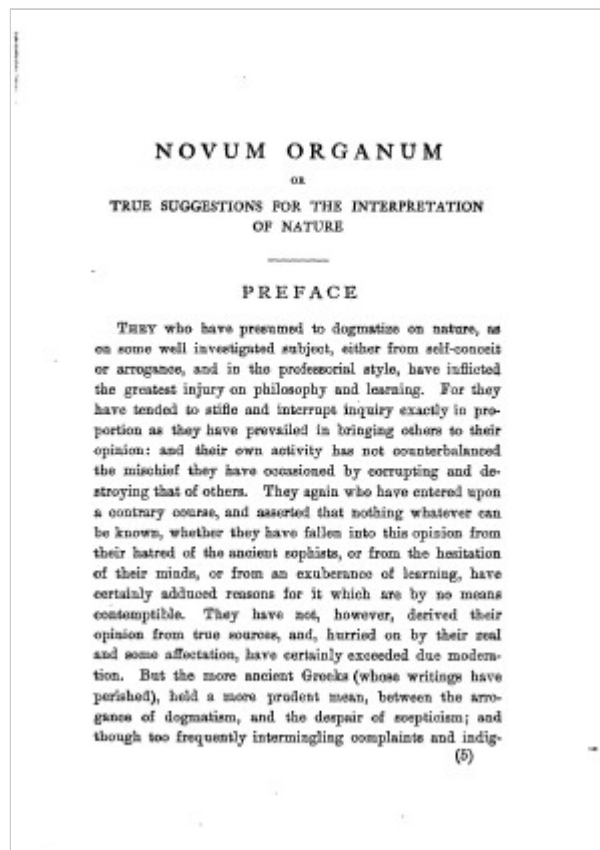 NOVUM ORGANUM
OR
TRUE SUGGESTIONS FOR THE INTERPRETATION
OF NATURE
PREFACE
THEY who have presumed to dogmatize on nature, as
on some well investigated subject, either from self-conceit
or arrogance, and in the professorial style, have inflicted
the greatest injury on philosophy and learning. For they
have tended to stifle and interrupt inquiry exactly in pro-
portion as they have prevailed in bringing others to their
opinion: and their own activity has not counterbalanced
the mischief they have occasioned by corrupting and de-
stroying that of others. They again who have entered upon
a contrary course, and asserted that nothing whatever can
be known, whether they have fallen into this opinion from
their hatred of the ancient sophists, or from the hesitation
of their minds, or from an exuberance of learning, have
certainly adduced reasons for it which are by no means
contemptible. They have not, however, derived their
opinion from true sources, and, hurried on by their zeal
and some affectation, have certainly exceeded due modera-
tion. But the more ancient Greeks (whose writings have
perished), held a more prudent mean, between the arro-
gance of dogmatism, and the despair of scepticism; and
though too frequently intermingling complaints and indig-
(5)